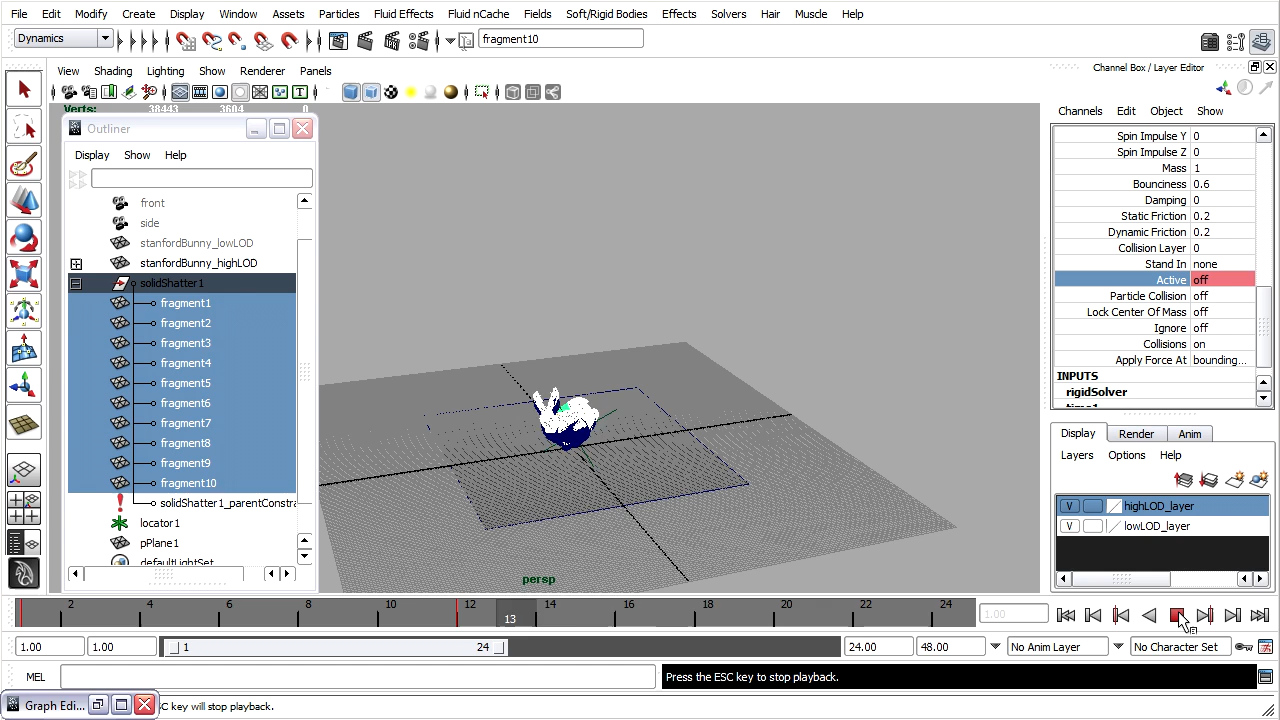 File Edit Modify Create Display Window Assets Particles Fluid Effects Fluid nCache Fields Soft/Rigid Bodies Effects Solvers Hair Muscle Help
Dynamics fragment10
Channel Box / Layer Editor
View Shading Lighting Show Renderer Panels
Verts: 38443 3604 0
Outliner
Display Show Help
front
side
stanfordBunny_lowLOD
stanfordBunny_highLOD
solidShatter1
fragment1
fragment2
fragment3
fragment4
fragment5
fragment6
fragment7
fragment8
fragment9
fragment10
solidShatter1_parentConstra
locator1
pPlane1
defaultLightSet
persp
Channels Edit Object Show
Spin Impulse Y 0
Spin Impulse Z 0
Mass 1
Bounciness 0.6
Damping 0
Static Friction 0.2
Dynamic Friction 0.2
Collision Layer 0
Stand In none
Active off
Particle Collision off
Lock Center Of Mass off
Ignore off
Collisions on
Apply Force At bounding...
INPUTS
rigidSolver
time1
Display Render Anim
Layers Options Help
V highLOD_layer
V lowLOD_layer
2 4 6 8 10 12 13 14 16 18 20 22 24 1.00
1.00 1.00 1 24 24.00 48.00 No Anim Layer No Character Set
MEL Press the ESC key to stop playback.
Graph Edi... C key will stop playback.